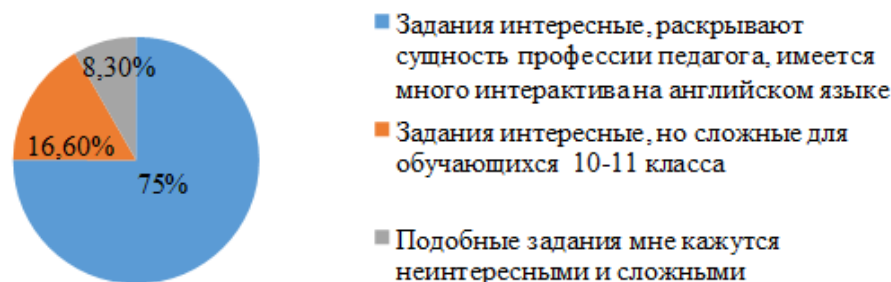 8,30%
16,60%
75%
Задания интересные, раскрывают
сущность профессии педагога, имеется
много интерактива на английском языке
Задания интересные, но сложные для
обучающихся 10-11 класса
Подобные задания мне кажутся
неинтересными и сложными